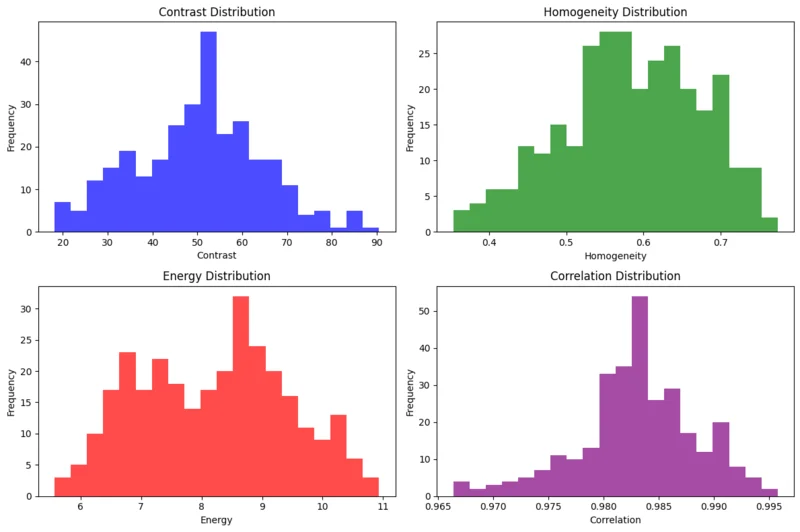 Contrast Distribution
40
30
20
10
0
Frequency
20 30 40 50 60 70 80 90
Contrast
Homogeneity Distribution
25
20
15
10
5
0
Frequency
0.4 0.5 0.6 0.7
Homogeneity
Energy Distribution
30
25
20
15
10
5
0
Frequency
6 7 8 9 10 11
Energy
Correlation Distribution
50
40
30
20
10
0
Frequency
0.965 0.970 0.975 0.980 0.985 0.990 0.995
Correlation